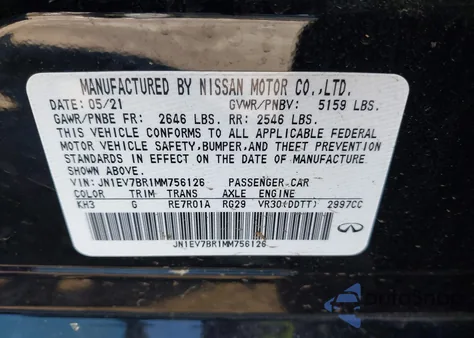 MANUFACTURED BY NISSAN MOTOR CO.,LTD.
DATE: 05/21 GVWR/PNBV: 5159 LBS.
GAWR/PNBE FR: 2646 LBS. RR: 2546 LBS.
THIS VEHICLE CONFORMS TO ALL APPLICABLE FEDERAL
MOTOR VEHICLE SAFETY, BUMPER, AND THEFT PREVENTION
STANDARDS IN EFFECT ON THE DATE OF MANUFACTURE
SHOWN ABOVE.
VIN: JN1EV7BR1MM756126 PASSENGER CAR
COLOR TRIM TRANS AXLE ENGINE
KH3 G RE7R01A RG29 VR30(DDTT) 2997CC
JN1EV7BR1MM756126
AutoShop